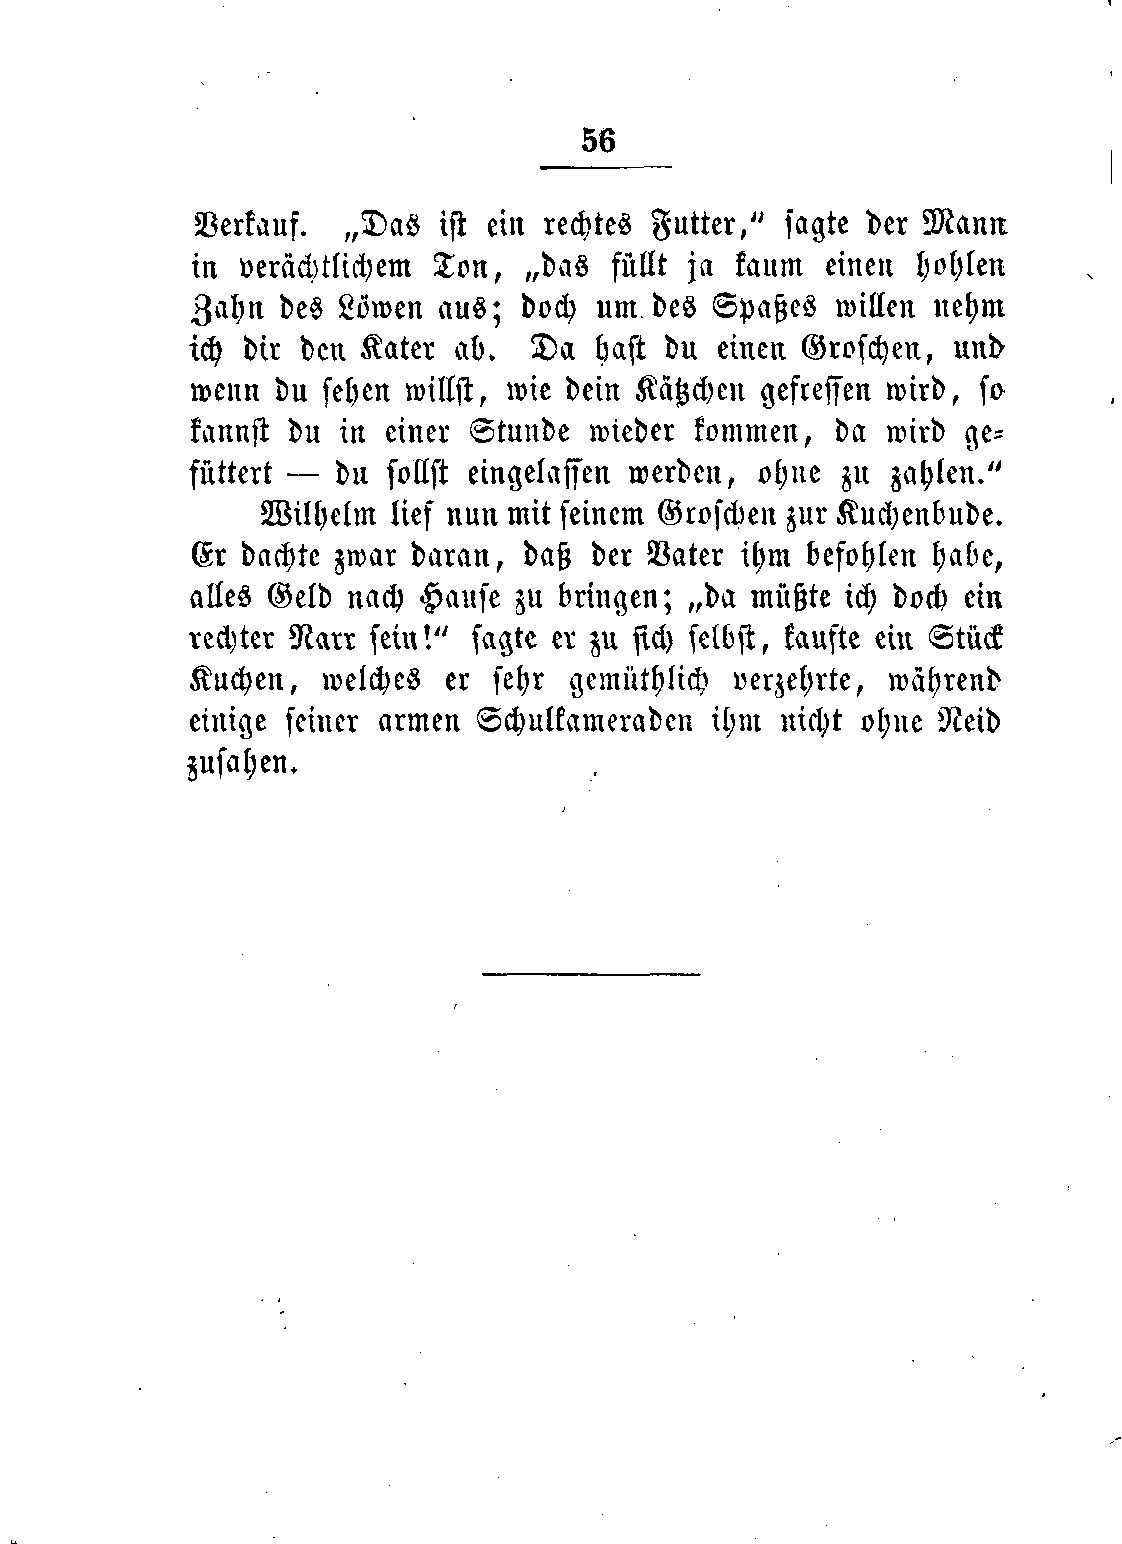 56
Verkauf. „Das ist ein rechtes Futter,“ sagte der Mann
in verächtlichem Ton, „das füllt ja kaum einen hohlen
Zahn des Löwen aus; doch um des Spaßes willen nehm
ich dir den Kater ab. Da hast du einen Groschen, und
wenn du sehen willst, wie dein Kätzchen gefressen wird, so
kannst du in einer Stunde wieder kommen, da wird ge⸗
füttert — du sollst eingelassen werden, ohne zu zahlen.“
Wilhelm lief nun mit seinem Groschen zur Kuchenbude.
Er dachte zwar daran, daß der Vater ihm befohlen habe,
alles Geld nach Hause zu bringen; „da müßte ich doch ein
rechter Narr sein!“ sagte er zu sich selbst, kaufte ein Stück
Kuchen, welches er sehr gemüthlich verzehrte, während
einige seiner armen Schulkameraden ihm nicht ohne Neid
zusahen.